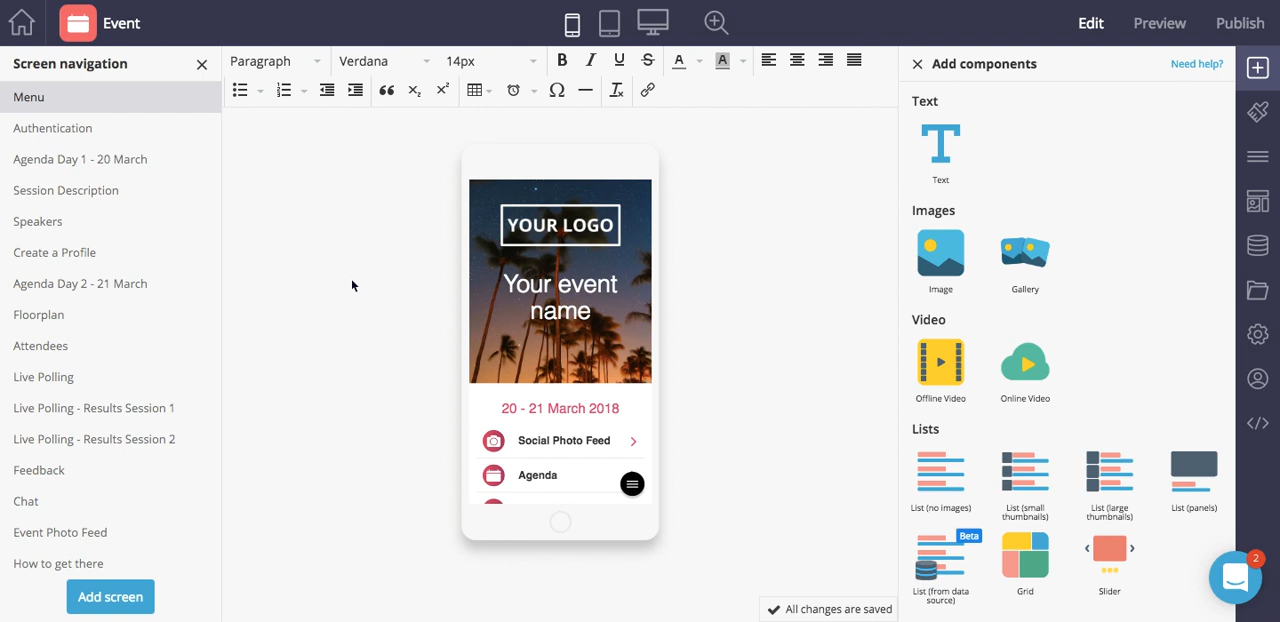 Event
Edit
Preview
Publish
Screen navigation
Menu
Authentication
Agenda Day 1 - 20 March
Session Description
Speakers
Create a Profile
Agenda Day 2 - 21 March
Floorplan
Attendees
Live Polling
Live Polling - Results Session 1
Live Polling - Results Session 2
Feedback
Chat
Event Photo Feed
How to get there
Add screen
Paragraph
Verdana
14px
B I U S A A
YOUR LOGO
Your event
name
20 - 21 March 2018
Social Photo Feed
Agenda
All changes are saved
Add components
Need help?
Text
T
Text
Images
Image
Gallery
Video
Offline Video
Online Video
Lists
List (no images)
List (small
thumbnails)
List (large
thumbnails)
List (panels)
Beta
List (from data
source)
Grid
Slider
2